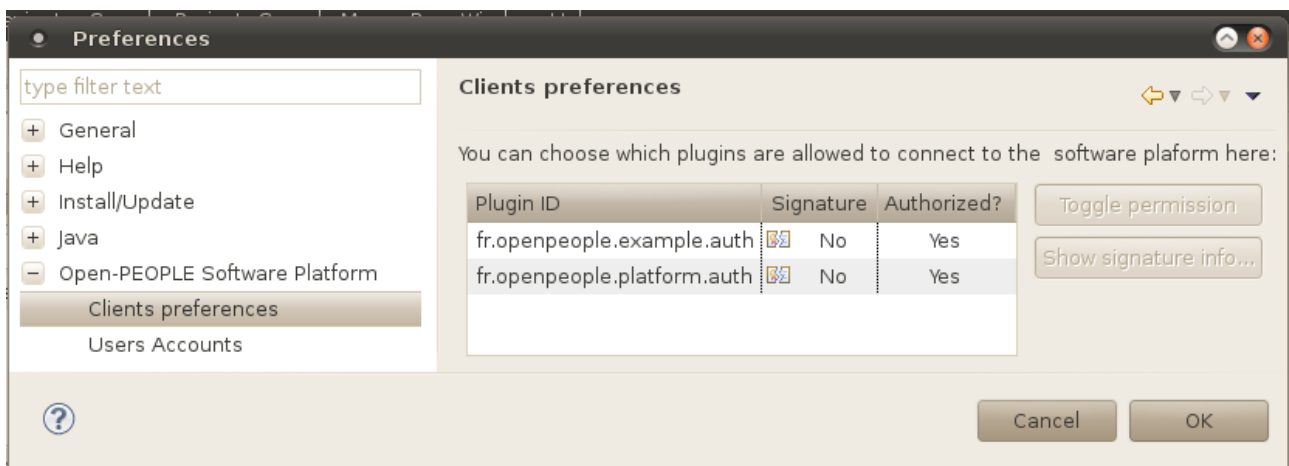 Preferences
type filter text
General
Help
Install/Update
Java
Open-PEOPLE Software Platform
Clients preferences
Users Accounts
Clients preferences
You can choose which plugins are allowed to connect to the software plaform here:
Plugin ID Signature Authorized?
fr.openpeople.example.auth No Yes
fr.openpeople.platform.auth No Yes
Toggle permission
Show signature info...
Cancel OK